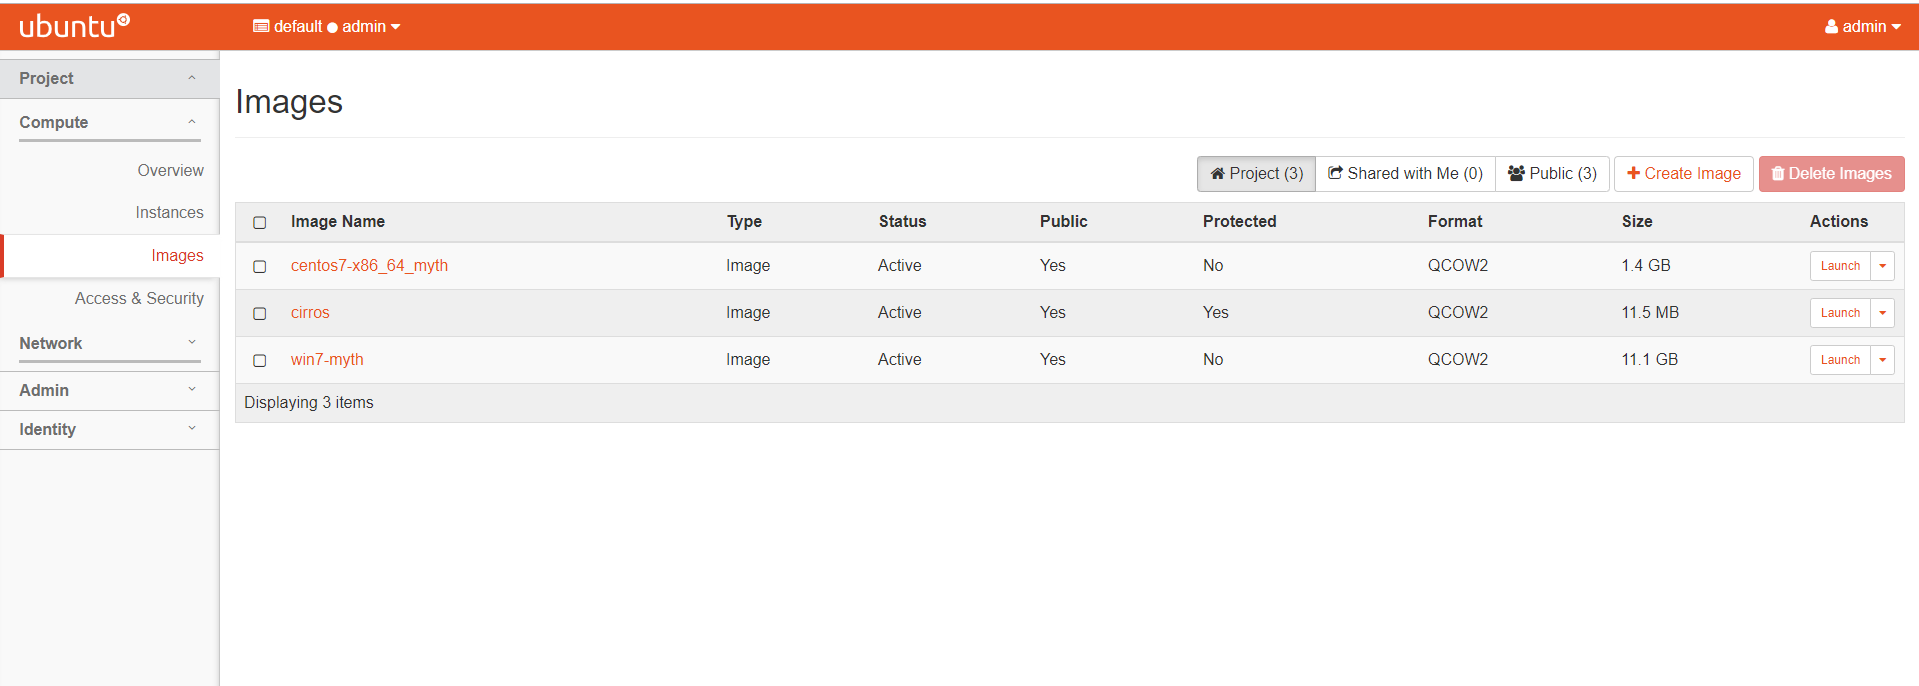 ubuntu
default admin
admin
Project
Compute
Overview
Instances
Images
Access & Security
Network
Admin
Identity
Images
Project (3) Shared with Me (0) Public (3) Create Image Delete Images
Image Name Type Status Public Protected Format Size Actions
centos7-x86_64_myth Image Active Yes No QCOW2 1.4 GB Launch
cirros Image Active Yes Yes QCOW2 11.5 MB Launch
win7-myth Image Active Yes No QCOW2 11.1 GB Launch
Displaying 3 items